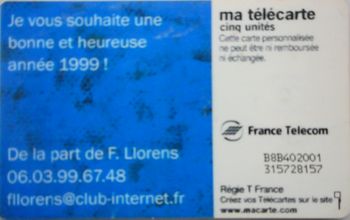 Je vous souhaite une
bonne et heureuse
année 1999 !
De la part de F. Llorens
06.03.99.67.48
fllorens@club-internet.fr
ma télécarte
cinq unités
Cette carte personnalisée
ne peut être ni remboursée
ni échangée.
France Telecom
B8B402001
315728157
Régie T France
Créez vos Télécartes sur le site
www.macarte.com